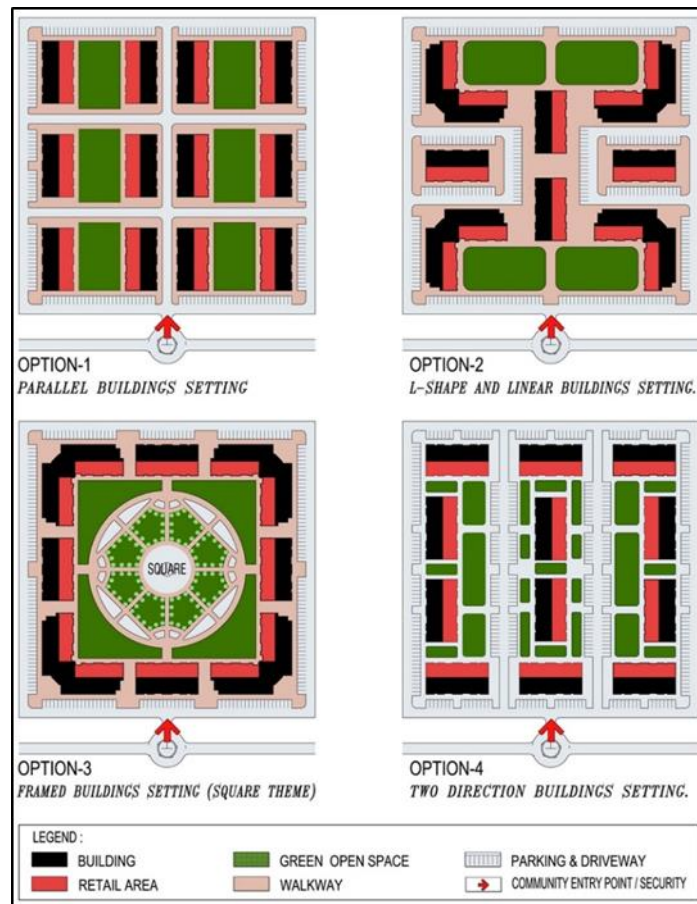 OPTION-1
PARALLEL BUILDINGS SETTING
OPTION-2
L-SHAPE AND LINEAR BUILDINGS SETTING.
SQUARE
OPTION-3
FRAMED BUILDINGS SETTING (SQUARE THEME)
OPTION-4
TWO DIRECTION BUILDINGS SETTING.
LEGEND :
BUILDING
GREEN OPEN SPACE
PARKING & DRIVEWAY
RETAIL AREA
WALKWAY
COMMUNITY ENTRY POINT / SECURITY